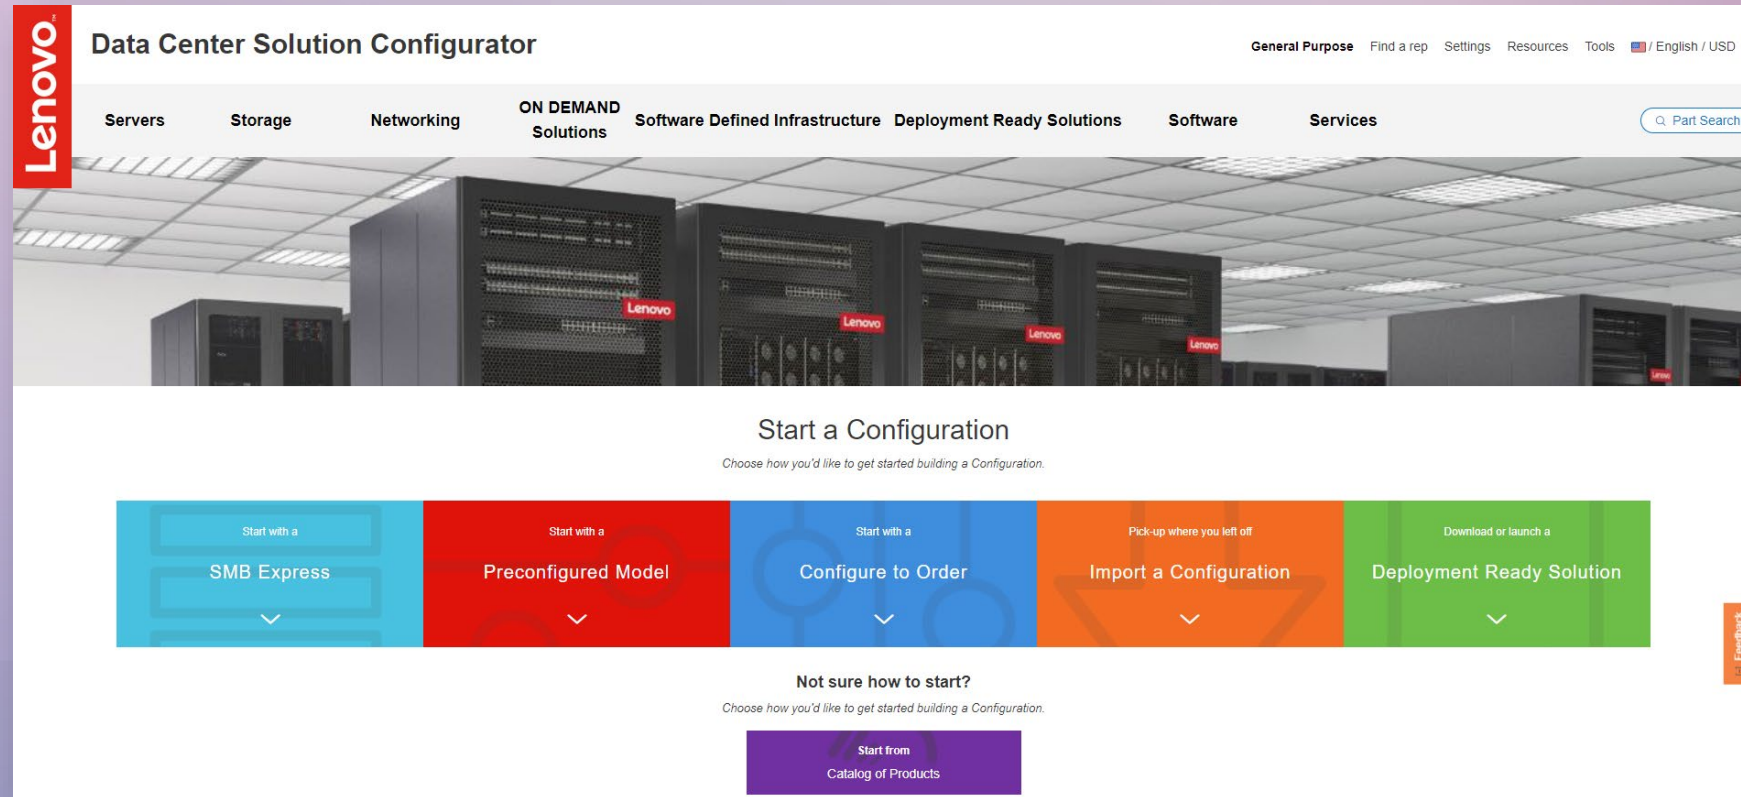 Lenovo
Data Center Solution Configurator
General Purpose Find a rep Settings Resources Tools / English / USD
Servers Storage Networking ON DEMAND Solutions Software Defined Infrastructure Deployment Ready Solutions Software Services Part Search
Lenovo
Lenovo
Lenovo
Lenovo
Lenovo
Start a Configuration
Choose how you'd like to get started building a Configuration.
Start with a
SMB Express
Start with a
Preconfigured Model
Start with a
Configure to Order
Pick-up where you left off
Import a Configuration
Download or launch a
Deployment Ready Solution
Feedback
Not sure how to start?
Choose how you'd like to get started building a Configuration.
Start from
Catalog of Products